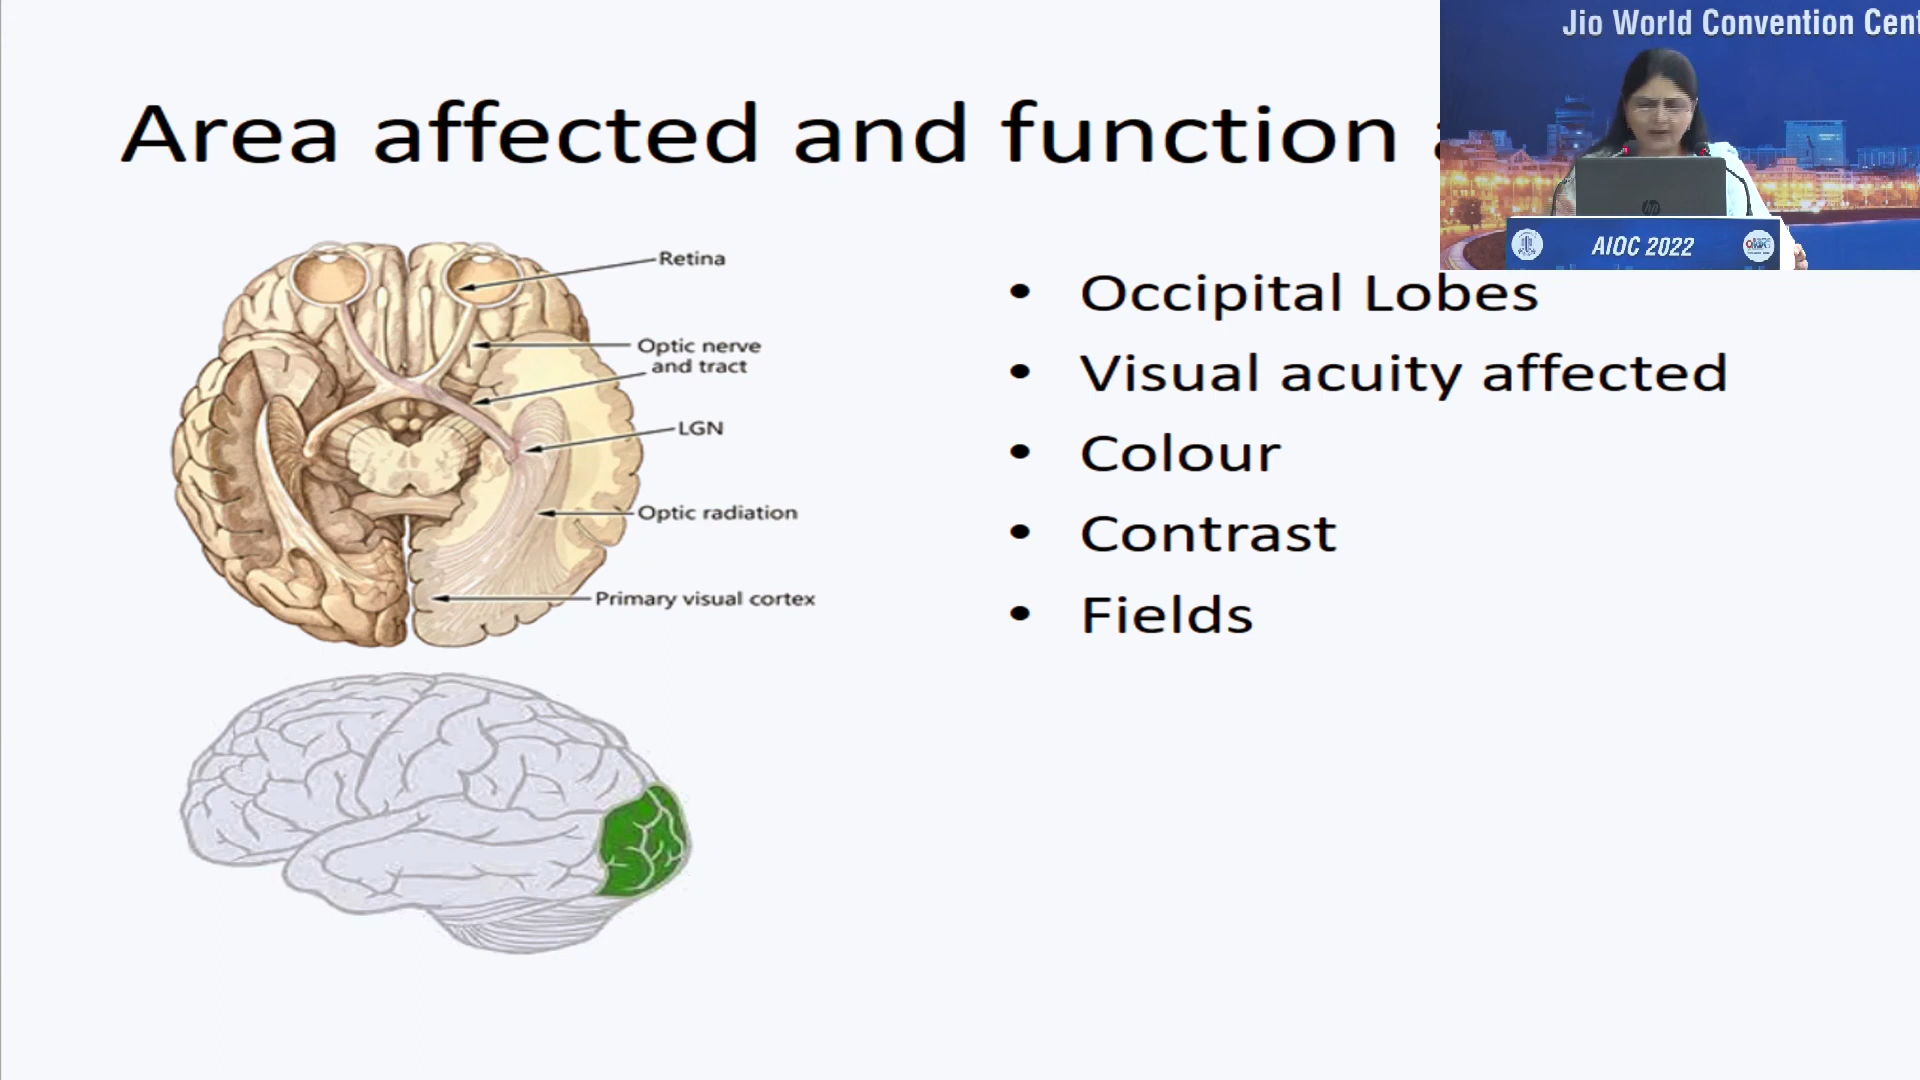 Jio World Convention Cent
Area affected and function
AIOC 2022
Retina
Optic nerve
and tract
LGN
Optic radiation
Primary visual cortex
• Occipital Lobes
• Visual acuity affected
• Colour
• Contrast
• Fields
hp